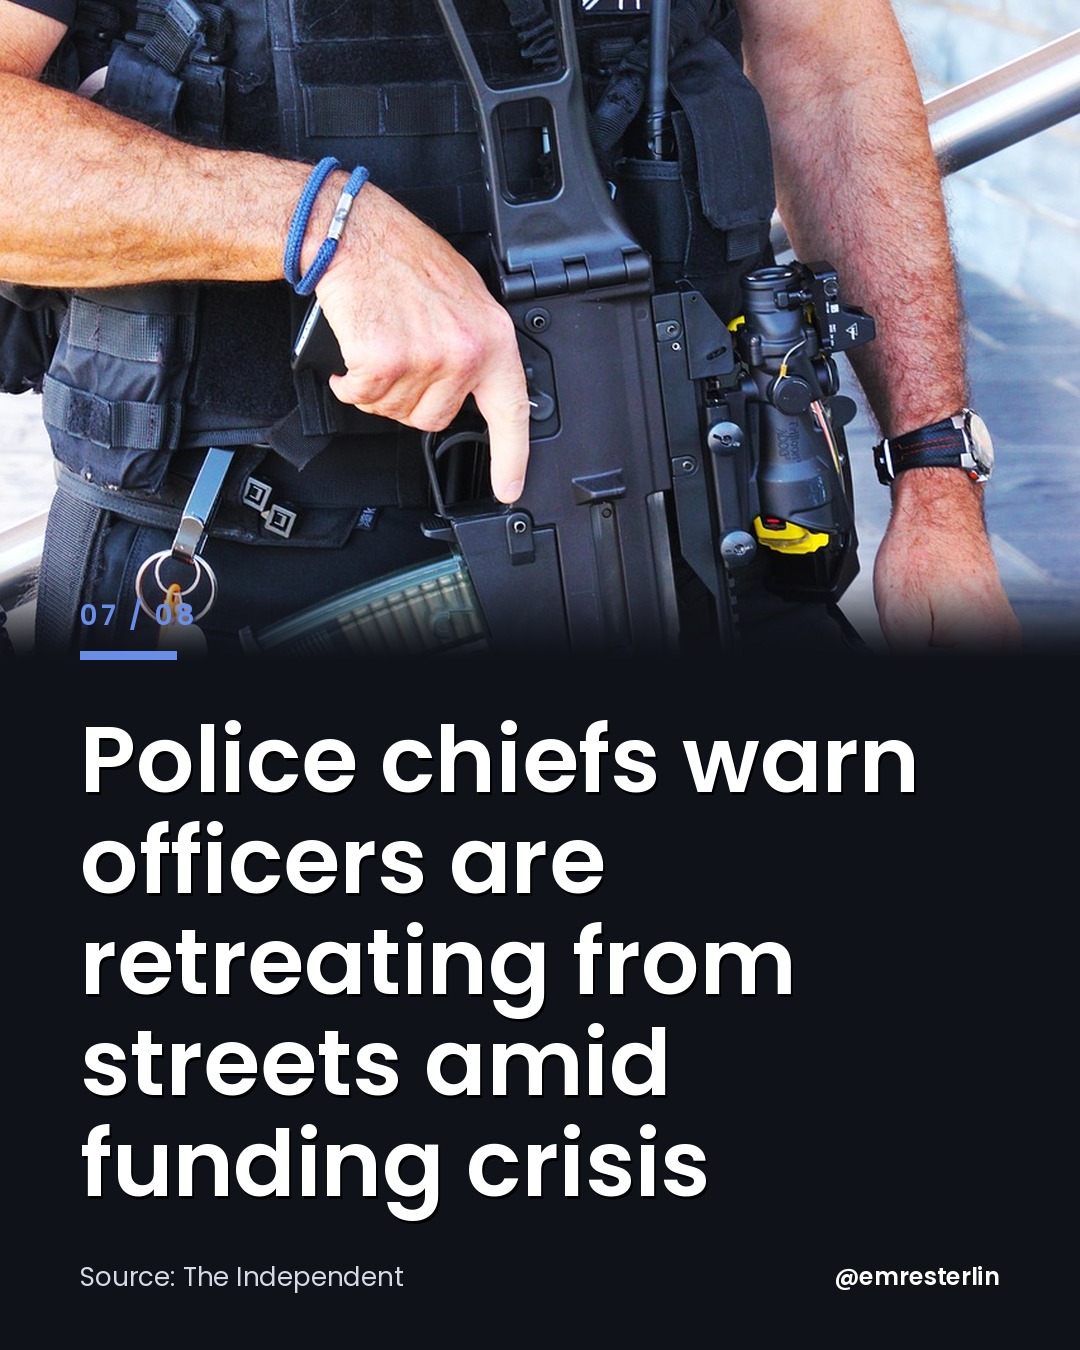 07 / 08
Police chiefs warn
officers are
retreating from
streets amid
funding crisis
Source: The Independent
@emresterlin